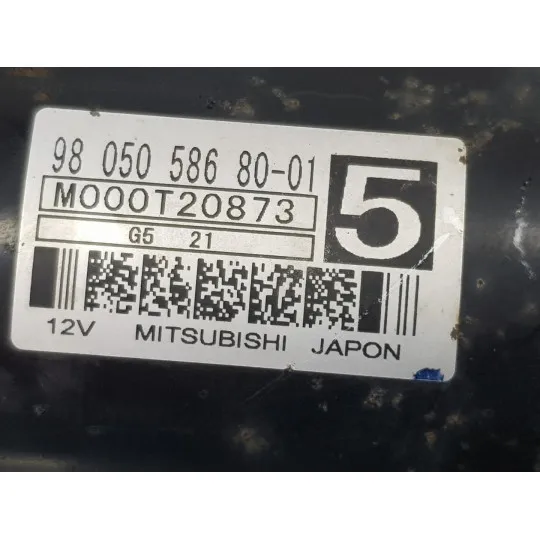 98 050 586 80-01
M000T20873
5
G5 21
12V MITSUBISHI JAPON